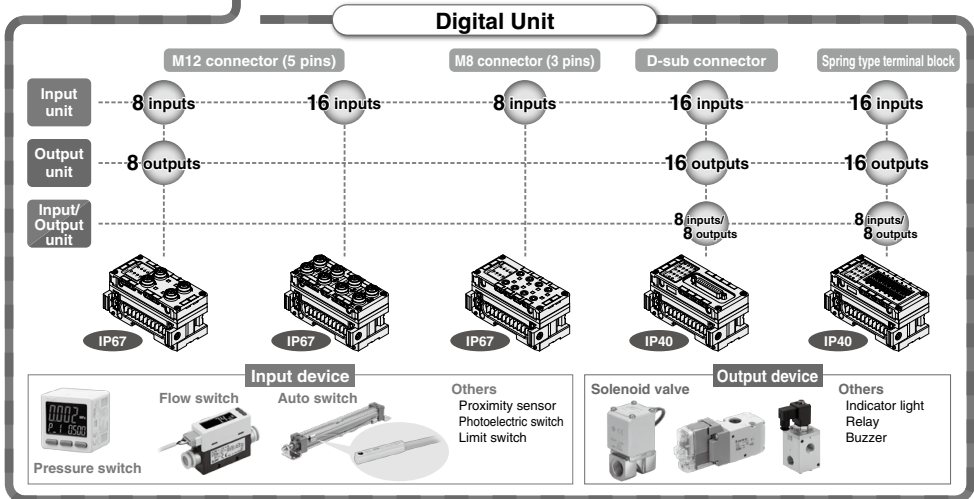 Digital Unit
M12 connector (5 pins)
M8 connector (3 pins)
D-sub connector
Spring type terminal block
Input
unit
8 inputs
16 inputs
8 inputs
16 inputs
16 inputs
Output
unit
8 outputs
16 outputs
16 outputs
Input/
Output
unit
8 inputs/
8 outputs
8 inputs/
8 outputs
IP67
IP67
IP67
IP40
IP40
Input device
Pressure switch
Flow switch
Auto switch
Others
Proximity sensor
Photoelectric switch
Limit switch
Output device
Solenoid valve
Others
Indicator light
Relay
Buzzer